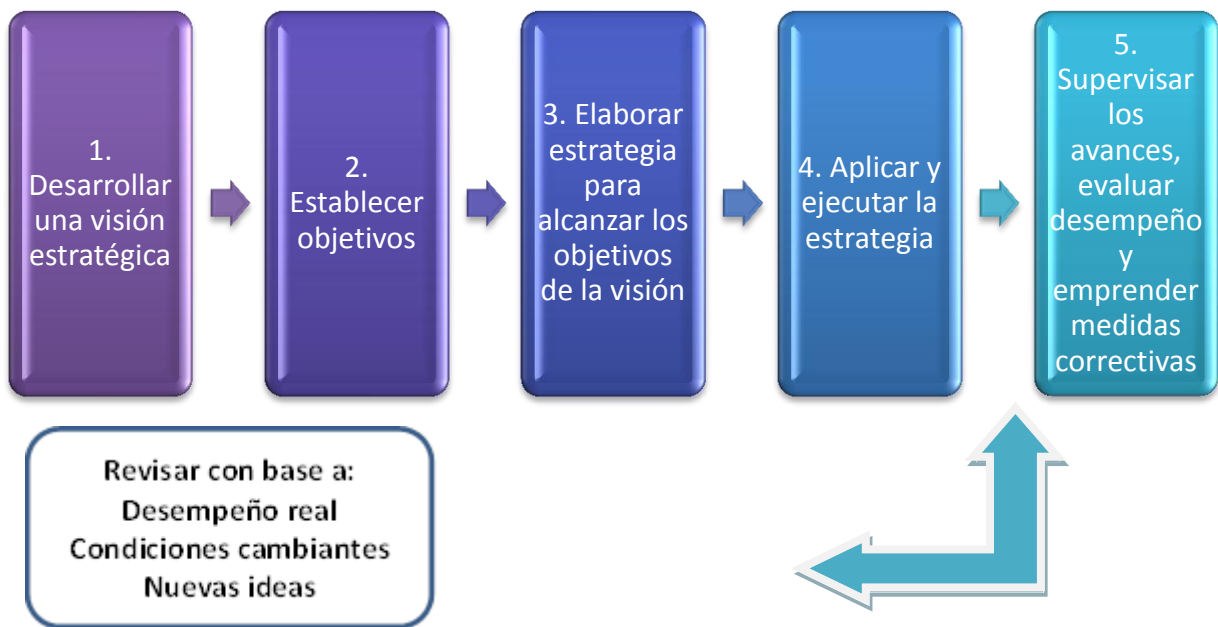 1.
Desarrollar
una visión
estratégica
2.
Establecer
objetivos
3. Elaborar
estrategia
para
alcanzar los
objetivos
de la visión
4. Aplicar y
ejecutar la
estrategia
5.
Supervisar
los
avances,
evaluar
desempeño
y
emprender
medidas
correctivas
Revisar con base a:
Desempeño real
Condiciones cambiantes
Nuevas ideas